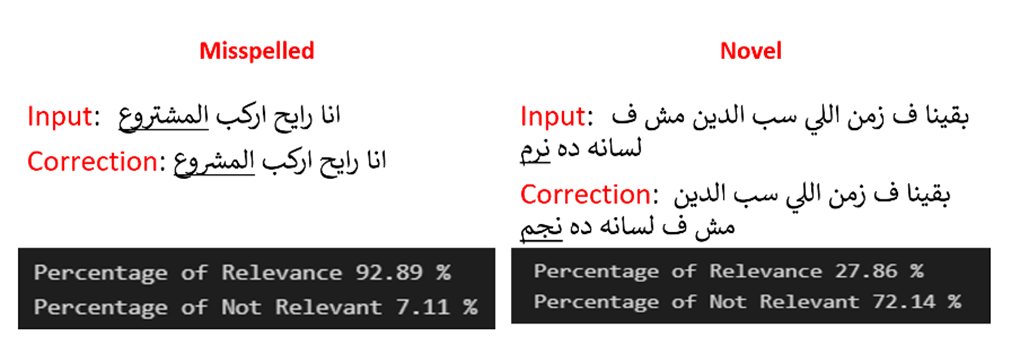 Misspelled
Input: انا رايح اركب المشتروع
Correction: انا رايح اركب المشروع
Percentage of Relevance 92.89 %
Percentage of Not Relevant 7.11 %
Novel
Input: بقينا ف زمن اللي سب الدين مش ف
لسانه ده نرم
Correction: بقينا ف زمن اللي سب الدين
مش ف لسانه ده نجم
Percentage of Relevance 27.86 %
Percentage of Not Relevant 72.14 %